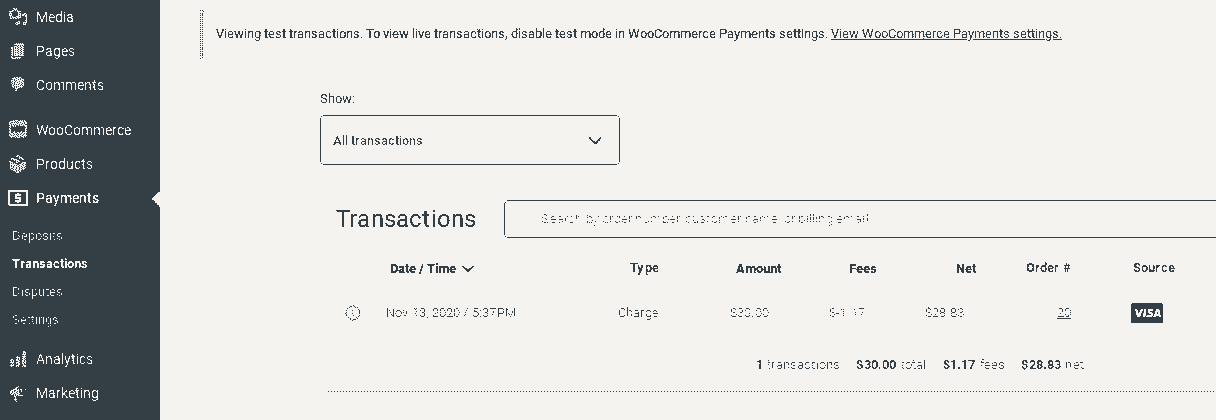 Media
Pages
Comments
WooCommerce
Products
Payments
Deposits
Transactions
Disputes
Settings
Analytics
Marketing
Viewing test transactions. To view live transactions, disable test mode in WooCommerce Payments settings. View WooCommerce Payments settings.
Show:
All transactions
Transactions
Search by order number customer name or billing email
Date / Time Type Amount Fees Net Order # Source
Nov 2020 / 5:37PM Charge $30.00 $-1.17 $28.83 VISA
1 transactions $30.00 total $1.17 fees $28.83 net